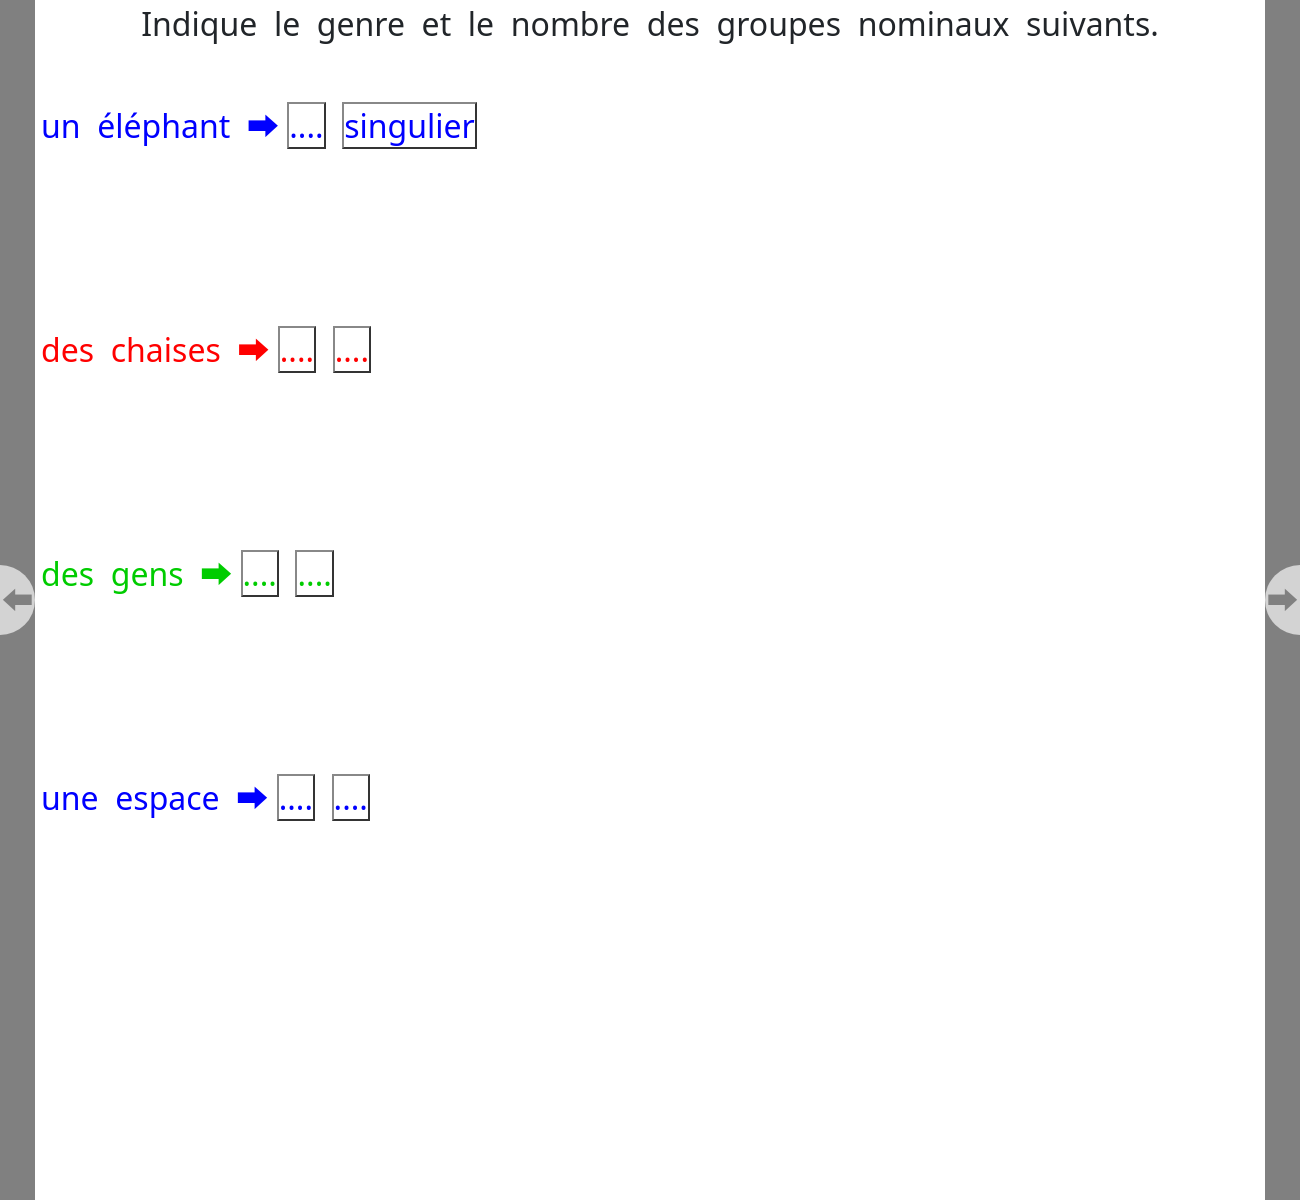 Indique le genre et le nombre des groupes nominaux suivants.
un éléphant ➡ .... singulier
des chaises ➡ .... ....
des gens ➡ .... ....
une espace ➡ .... ....